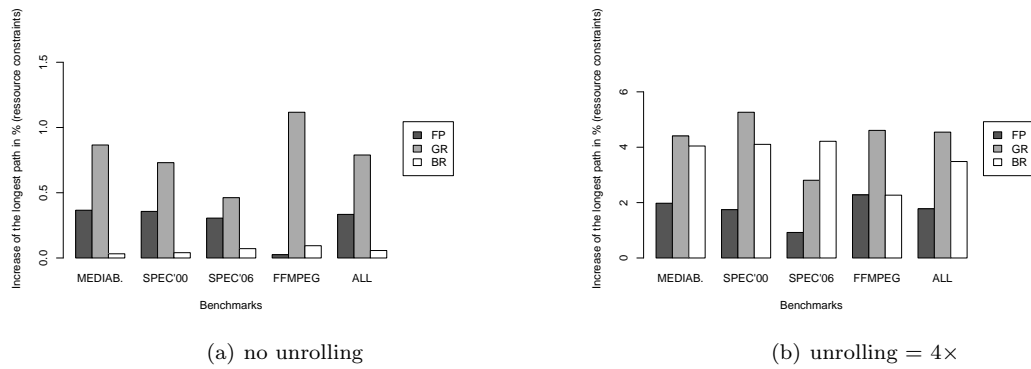 Increase of the longest path in % (ressource constraints)
1.5
1.0
0.5
0.0
MEDIAB. SPEC'00 SPEC'06 FFMPEG ALL
Benchmarks
FP
GR
BR
(a) no unrolling
Increase of the longest path in % (ressource constraints)
6
4
2
0
MEDIAB. SPEC'00 SPEC'06 FFMPEG ALL
Benchmarks
FP
GR
BR
(b) unrolling = 4×